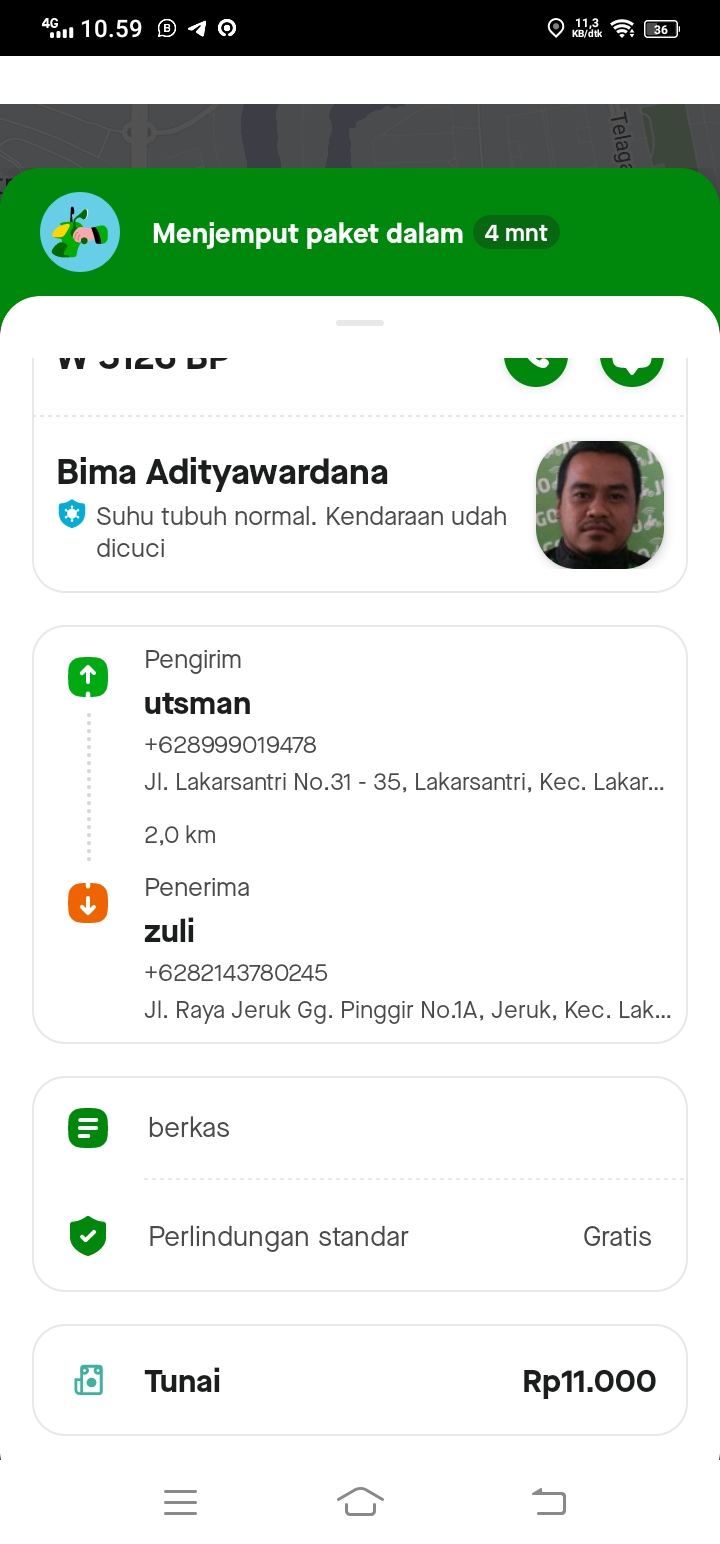 4G 10.59 11,3 KB/dtk 36
Telaga
Menjemput paket dalam 4 mnt
W 3126 BP
Bima Adityawardana
Suhu tubuh normal. Kendaraan udah
dicuci
Pengirim
utsman
+628999019478
Jl. Lakarsantri No.31 - 35, Lakarsantri, Kec. Lakar...
2,0 km
Penerima
zuli
+6282143780245
Jl. Raya Jeruk Gg. Pinggir No.1A, Jeruk, Kec. Lak...
berkas
Perlindungan standar Gratis
Tunai Rp11.000